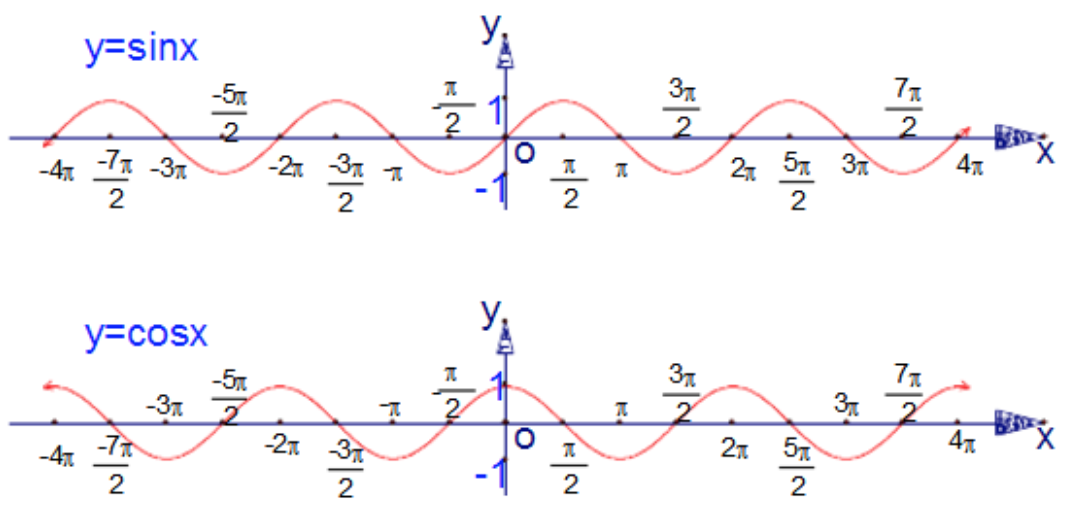 y=sinx
y
1
-5π/2 -π/2 3π/2 7π/2
-4π -7π/2 -3π -2π -3π/2 -π o π/2 π 2π 5π/2 3π 4π x
-1
y=cosx
y
1
-3π -5π/2 -π -π/2 π 3π/2 3π 7π/2
-4π -7π/2 -2π -3π/2 o π/2 2π 5π/2 4π x
-1